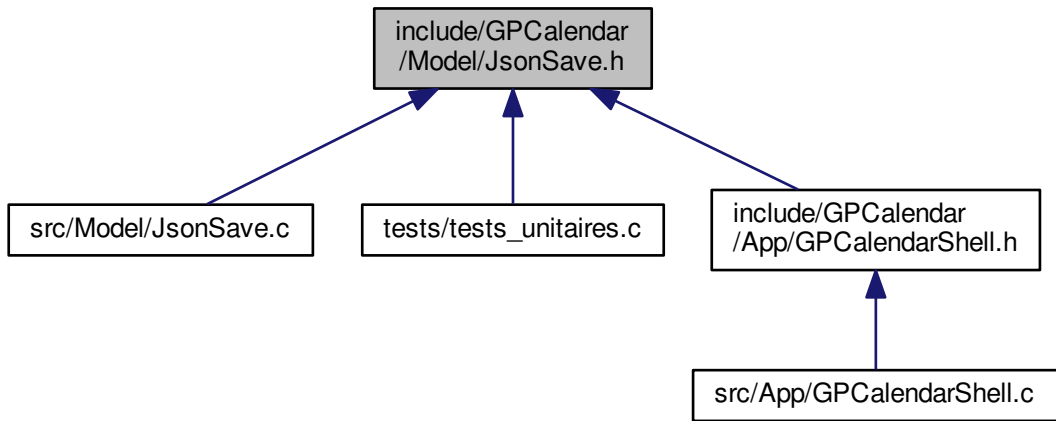 include/GPCalendar
/Model/JsonSave.h
src/Model/JsonSave.c
tests/tests_unitaires.c
include/GPCalendar
/App/GPCalendarShell.h
src/App/GPCalendarShell.c